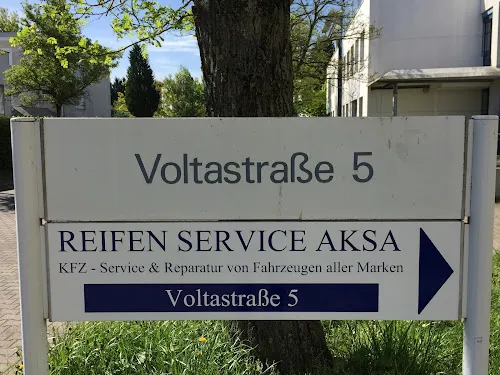 Voltastraße 5
REIFEN SERVICE AKSA
KFZ - Service & Reparatur von Fahrzeugen aller Marken
Voltastraße 5